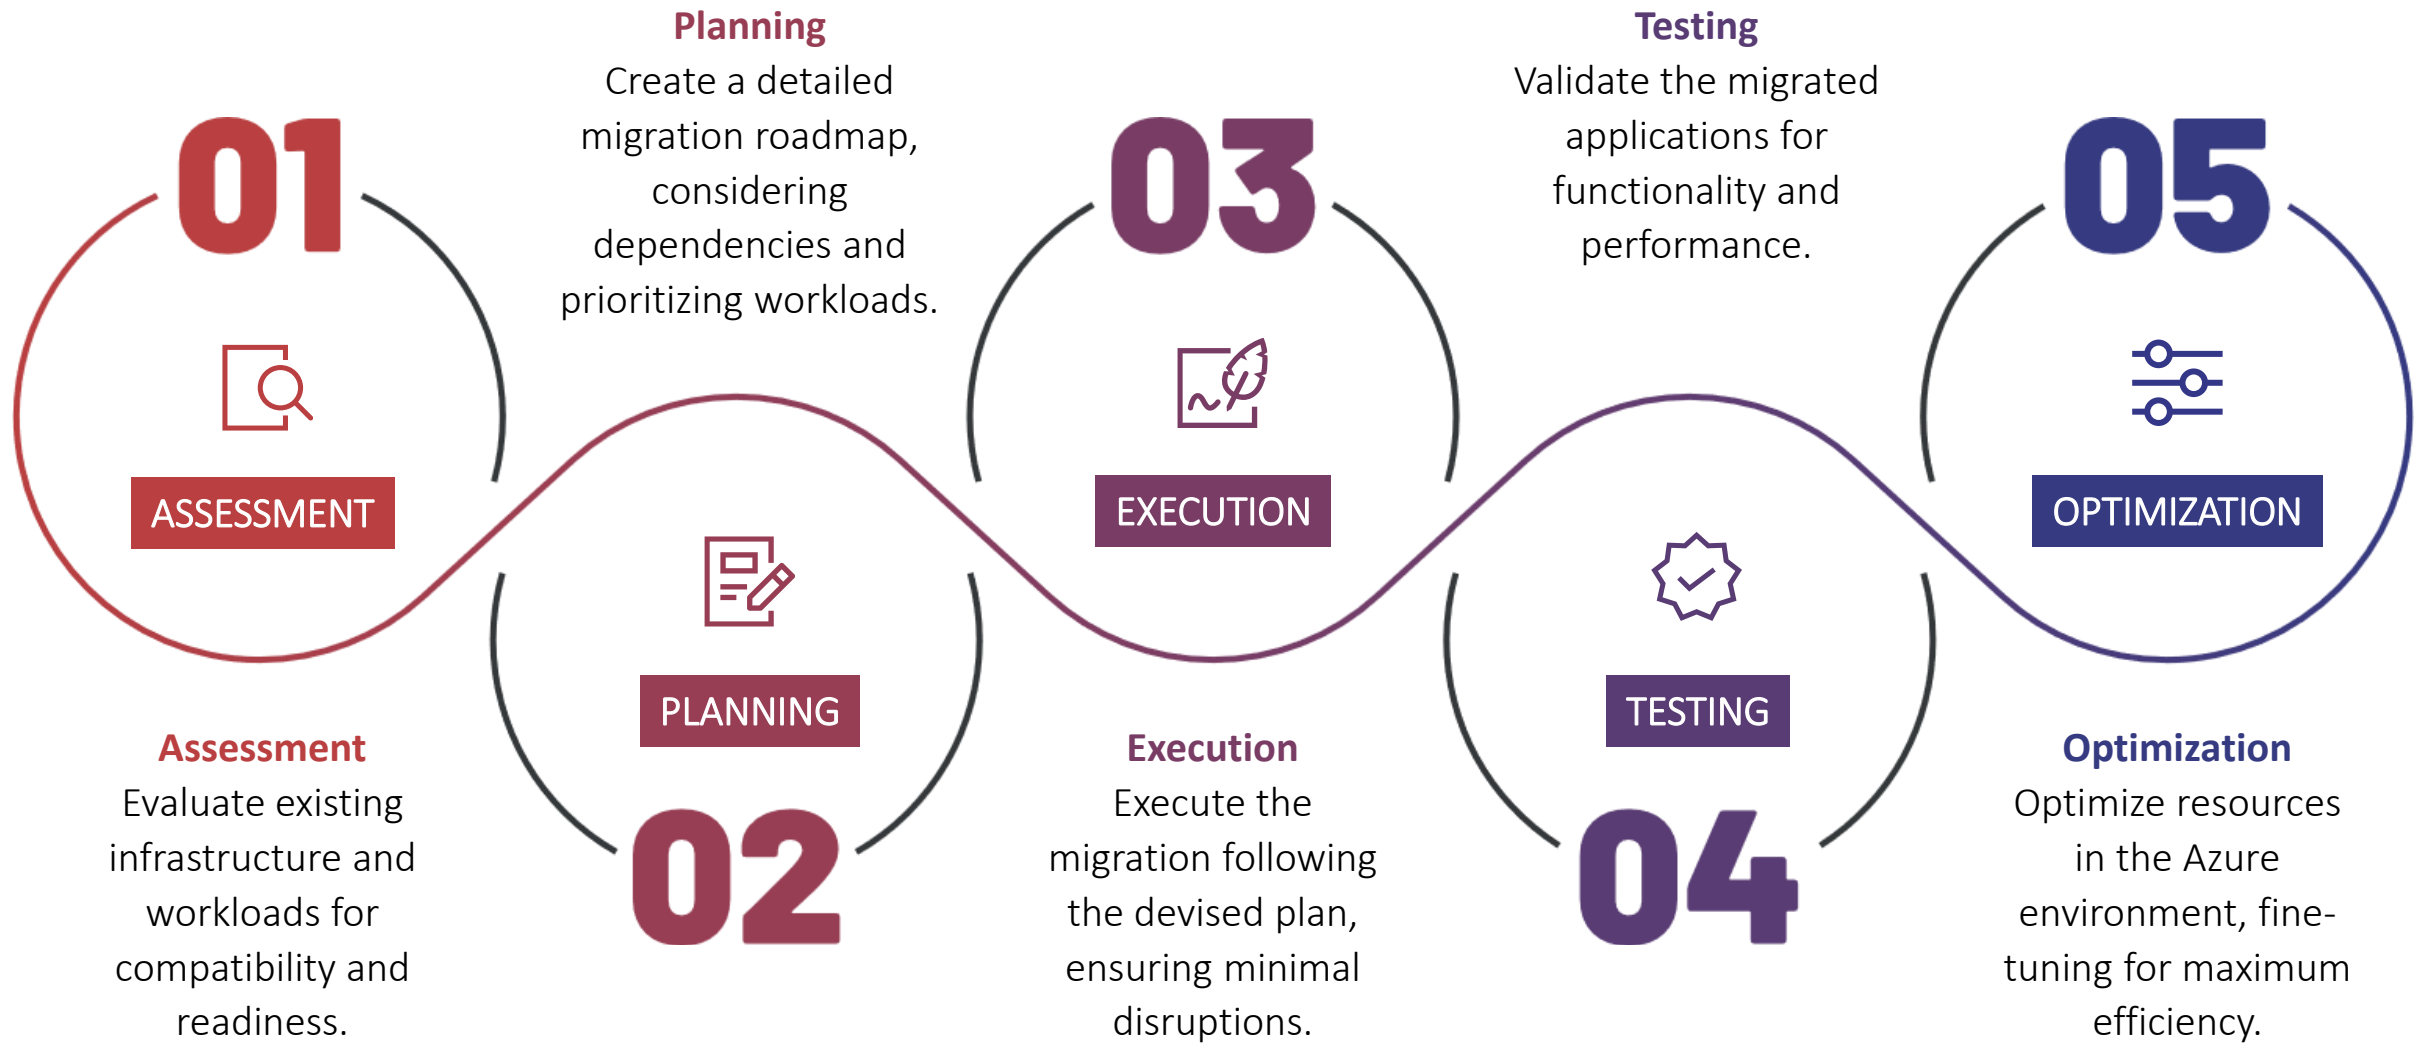 01
ASSESSMENT
Assessment
Evaluate existing
infrastructure and
workloads for
compatibility and
readiness.
Planning
Create a detailed
migration roadmap,
considering
dependencies and
prioritizing workloads.
PLANNING
02
03
EXECUTION
Execution
Execute the
migration following
the devised plan,
ensuring minimal
disruptions.
Testing
Validate the migrated
applications for
functionality and
performance.
TESTING
04
05
OPTIMIZATION
Optimization
Optimize resources
in the Azure
environment, fine-
tuning for maximum
efficiency.